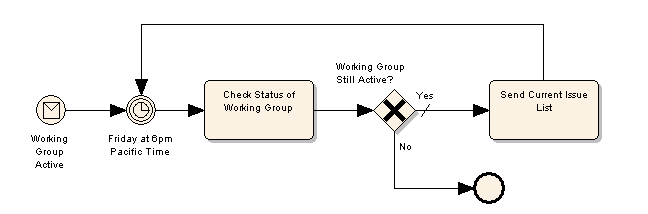 Working Group
Still Active?
Check Status of
Working Group
Yes
Send Current Issue
List
Working
Group
Active
Friday at 6pm
Pacific Time
No